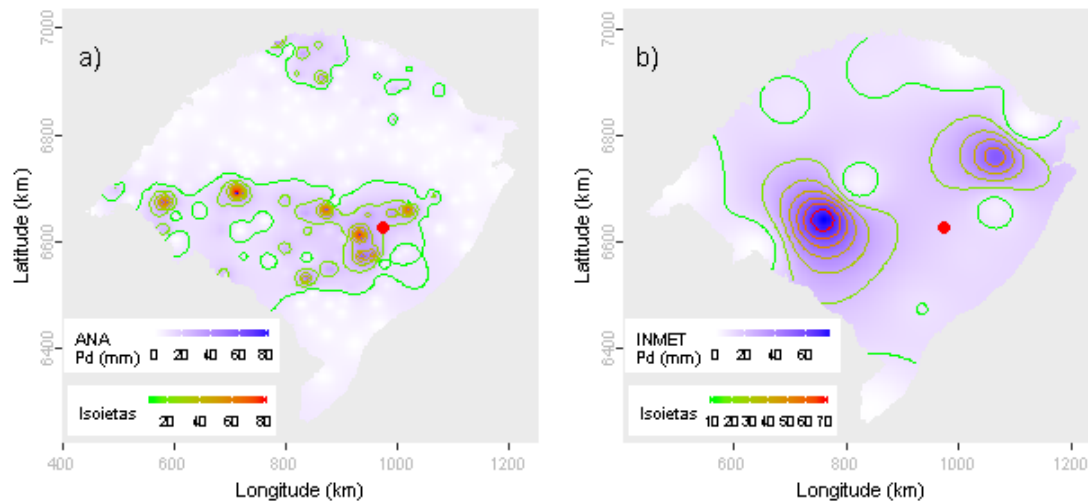 a)
7000
6800
6600
6400
Latitude (km)
ANA
Pd (mm)
0 20 40 60 80
Isoietas
20 40 60 80
400 600 800 1000 1200
Longitude (km)
b)
7000
6800
6600
6400
Latitude (km)
INMET
Pd (mm)
0 20 40 60
Isoietas
10 20 30 40 50 60 70
400 600 800 1000 1200
Longitude (km)